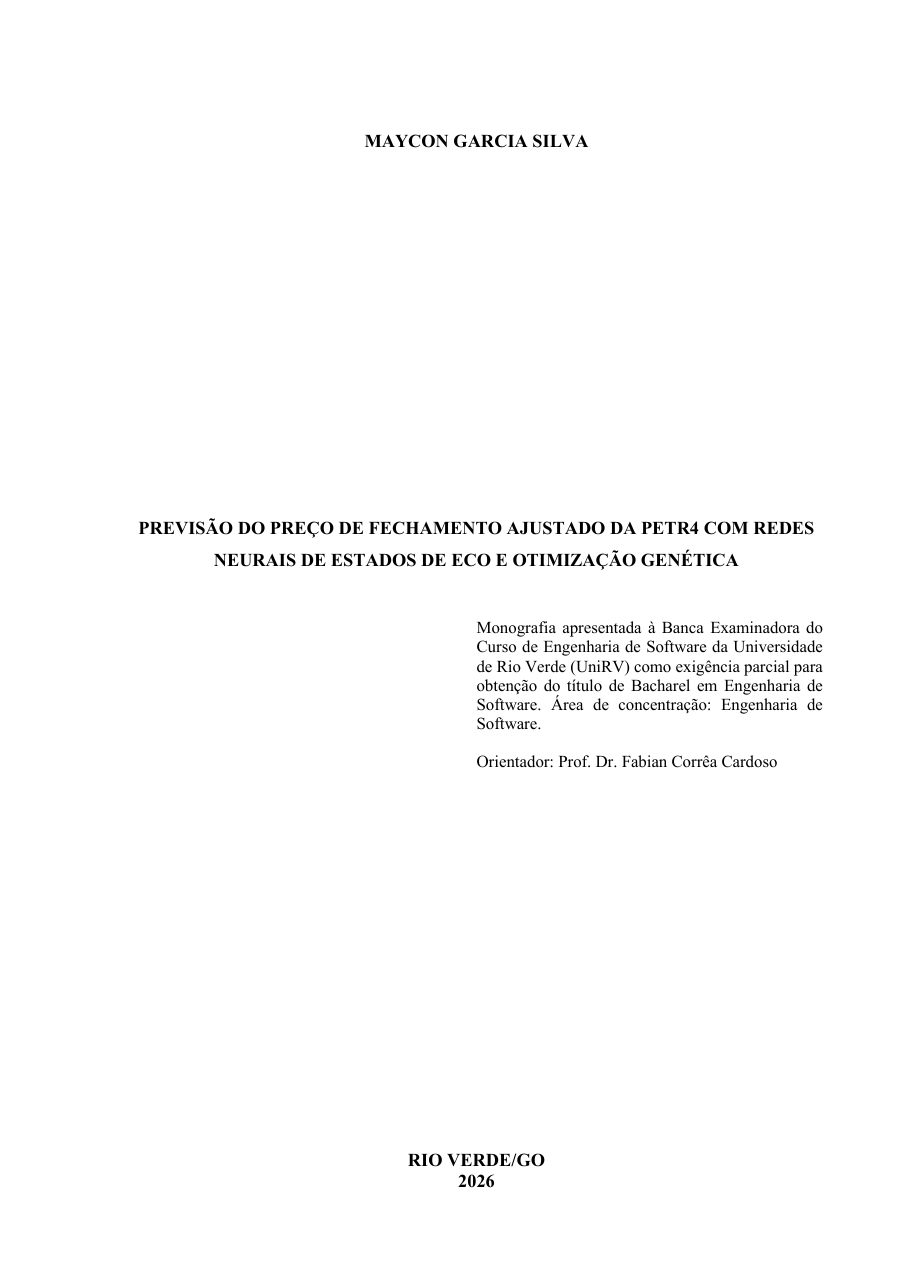 MAYCON GARCIA SILVA
PREVISÃO DO PREÇO DE FECHAMENTO AJUSTADO DA PETR4 COM REDES
NEURAIS DE ESTADOS DE ECO E OTIMIZAÇÃO GENÉTICA
Monografia apresentada à Banca Examinadora do
Curso de Engenharia de Software da Universidade
de Rio Verde (UniRV) como exigência parcial para
obtenção do título de Bacharel em Engenharia de
Software. Área de concentração: Engenharia de
Software.
Orientador: Prof. Dr. Fabian Corrêa Cardoso
RIO VERDE/GO
2026